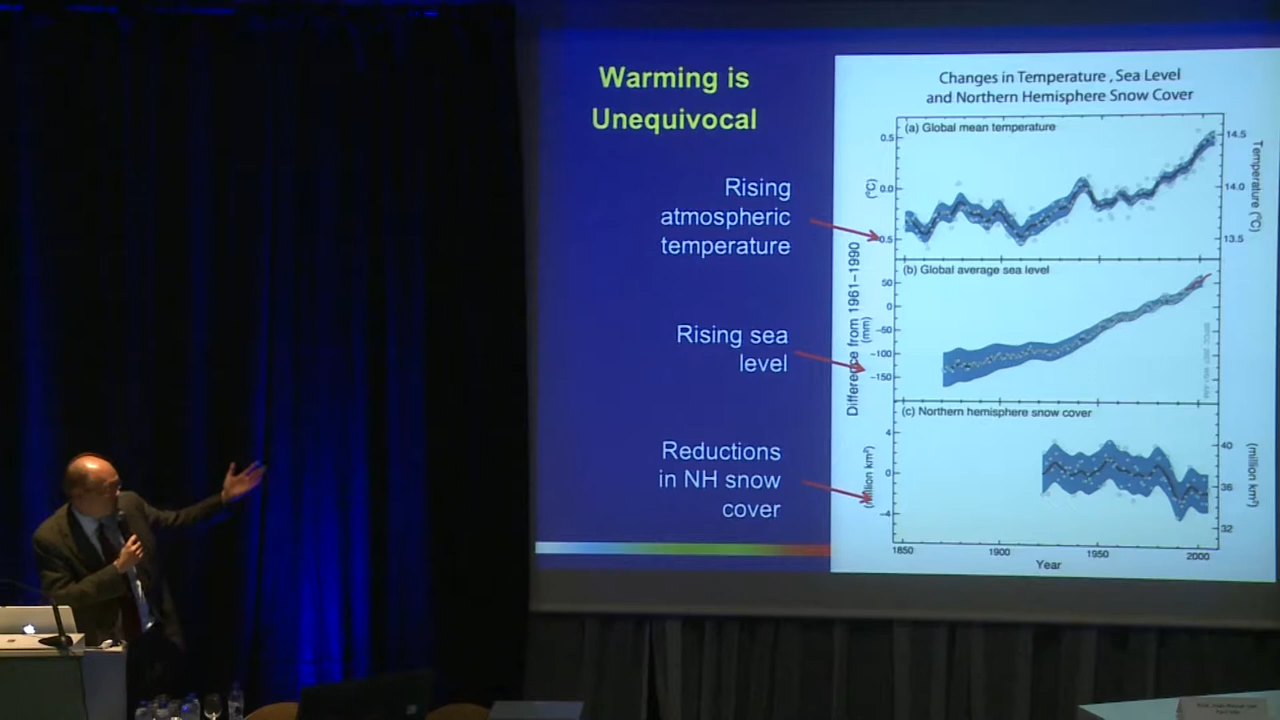 Warming is
Unequivocal
Rising
atmospheric
temperature
Rising sea
level
Reductions
in NH snow
cover
Changes in Temperature , Sea Level
and Northern Hemisphere Snow Cover
(a) Global mean temperature
0.5
0.0
0.5
(°C)
14.5
14.0
13.5
Temperature (°C)
Difference from 1961–1990
(b) Global average sea level
50
0
-50
-100
-150
(mm)
(c) Northern hemisphere snow cover
4
0
-4
(million km²)
40
36
32
(million km²)
1850
1900
1950
2000
Year